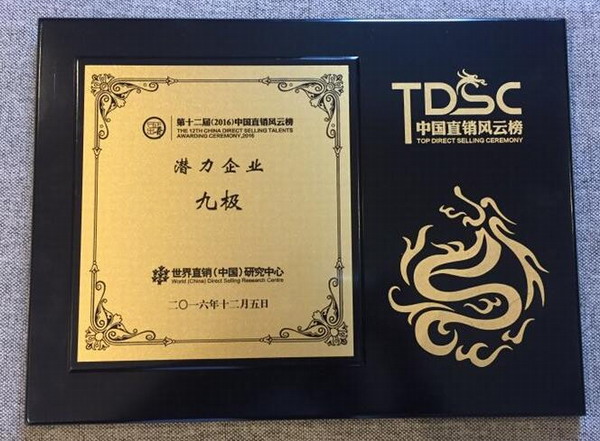 第十二届(2016)中国直销风云榜
THE 12TH CHINA DIRECT SELLING TALENTS
AWARDING CEREMONY,2016
潜力企业
九极
世界直销(中国)研究中心
World (China) Direct Selling Research Centre
二〇一六年十二月五日
TDSC
中国直销风云榜
TOP DIRECT SELLING CEREMONY